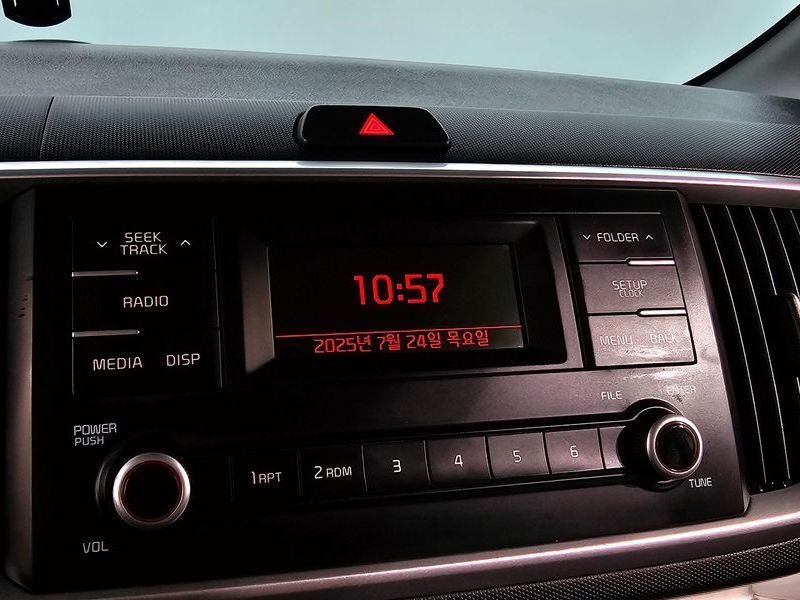 SEEK
TRACK
RADIO
MEDIA DISP
10:57
2025년 7월 24일 목요일
FOLDER
SETUP
CLOCK
MENU BACK
POWER
PUSH
VOL
1 RPT 2 RDM 3 4 5 6
FILE
ENTER
TUNE